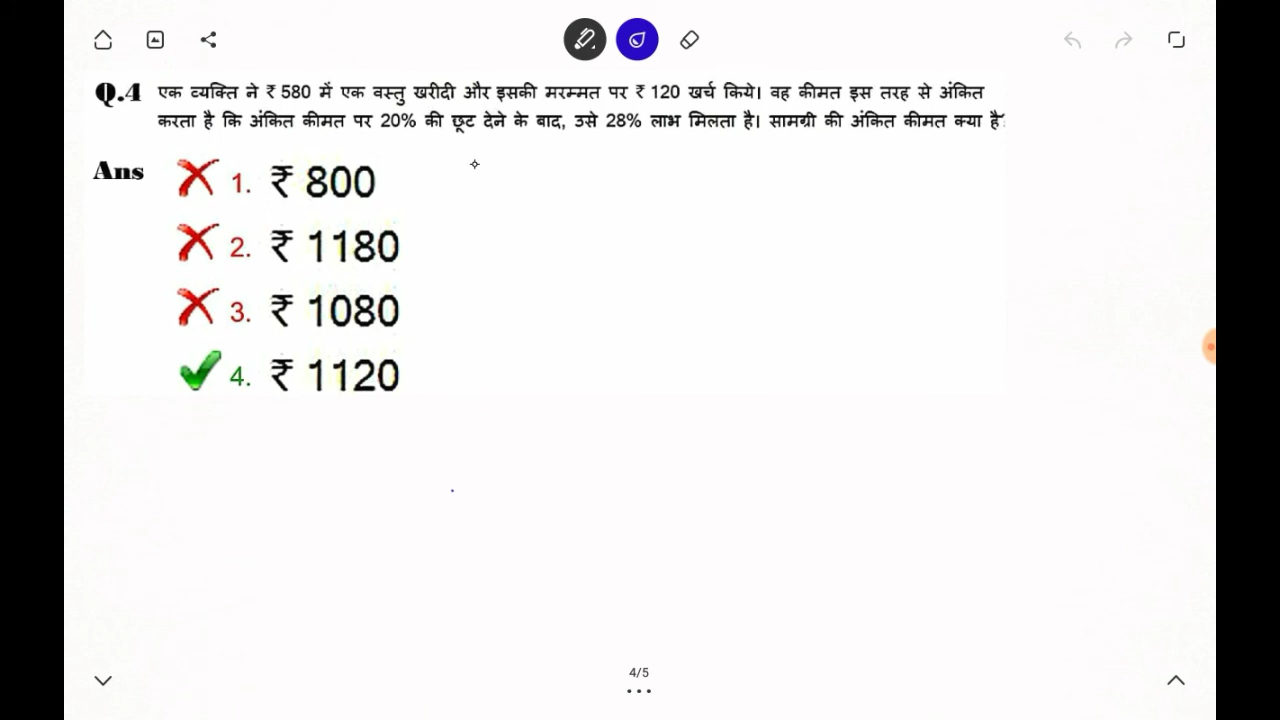 Q.4 एक व्यक्ति ने ₹ 580 में एक वस्तु खरीदी और इसकी मरम्मत पर ₹ 120 खर्च किये। वह कीमत इस तरह से अंकित
करता है कि अंकित कीमत पर 20% की छूट देने के बाद, उसे 28% लाभ मिलता है। सामग्री की अंकित कीमत क्या है?
Ans
1. ₹ 800
2. ₹ 1180
3. ₹ 1080
4. ₹ 1120
4/5